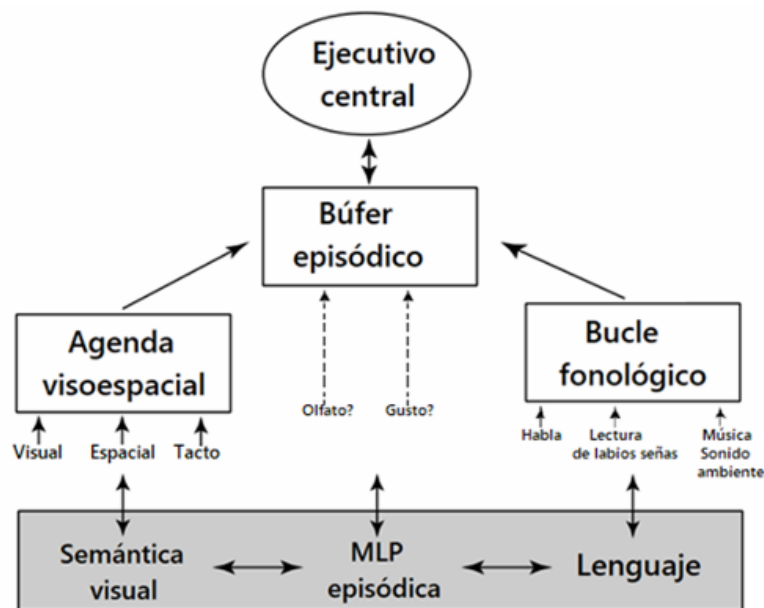 Ejecutivo
central
Búfer
episódico
Agenda
visoespacial
Bucle
fonológico
Olfato?
Gusto?
Visual
Espacial
Tacto
Habla
Lectura
de labios señas
Música
Sonido
ambiente
Semántica
visual
MLP
episódica
Lenguaje